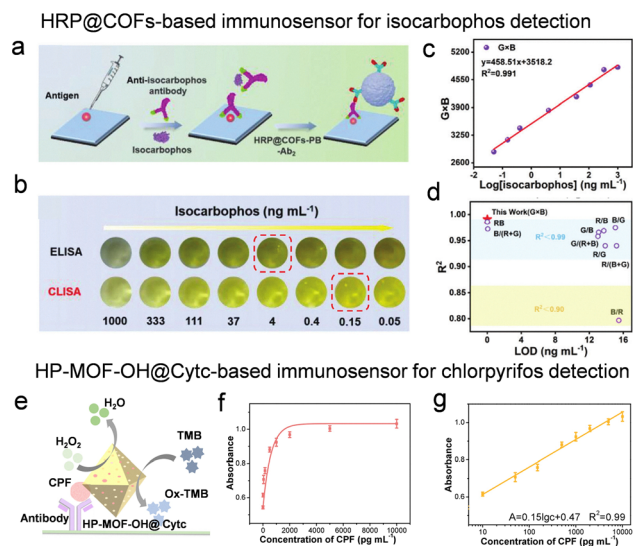 HRP@COFs-based immunosensor for isocarbophos detection
a
Antigen
Anti-isocarbophos
antibody
Isocarbophos
HRP@COFs-PB
-Ab2
b
Isocarbophos (ng mL-1)
ELISA
CLISA
1000 333 111 37 4 0.4 0.15 0.05
c
G×B
y=458.51x+3518.2
R2=0.991
G×B
5200
4550
3900
3250
2600
-2 -1 0 1 2 3
Log[isocarbophos] (ng mL-1)
d
This Work(G×B)
RB
B/(R+G)
R/B
B/G
G/B
G/(R+B)
R/G
R/(B+G)
B/R
R2<0.99
R2<0.90
R2
1.00
0.95
0.90
0.85
0.80
0 4 8 12 16
LOD (ng mL-1)
HP-MOF-OH@Cytc-based immunosensor for chlorpyrifos detection
e
H2O
H2O2
TMB
CPF
Ox-TMB
Antibody
HP-MOF-OH@Cytc
f
Absorbance
1.0
0.8
0.6
0 2000 4000 6000 8000 10000
Concentration of CPF (pg mL-1)
g
Absorbance
1.0
0.8
0.6
A=0.15lgc+0.47 R2=0.99
10 100 1000 10000
Concentration of CPF (pg mL-1)